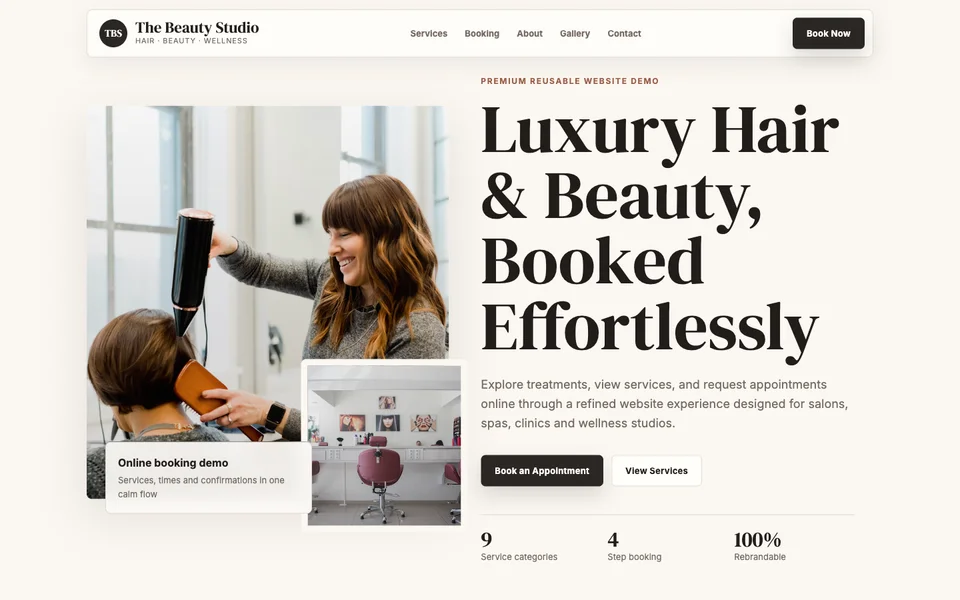 TBS
The Beauty Studio
HAIR · BEAUTY · WELLNESS
Services
Booking
About
Gallery
Contact
Book Now
PREMIUM REUSABLE WEBSITE DEMO
Luxury Hair
& Beauty,
Booked
Effortlessly
Explore treatments, view services, and request appointments
online through a refined website experience designed for salons,
spas, clinics and wellness studios.
Book an Appointment
View Services
Online booking demo
Services, times and confirmations in one
calm flow
9
Service categories
4
Step booking
100%
Rebrandable